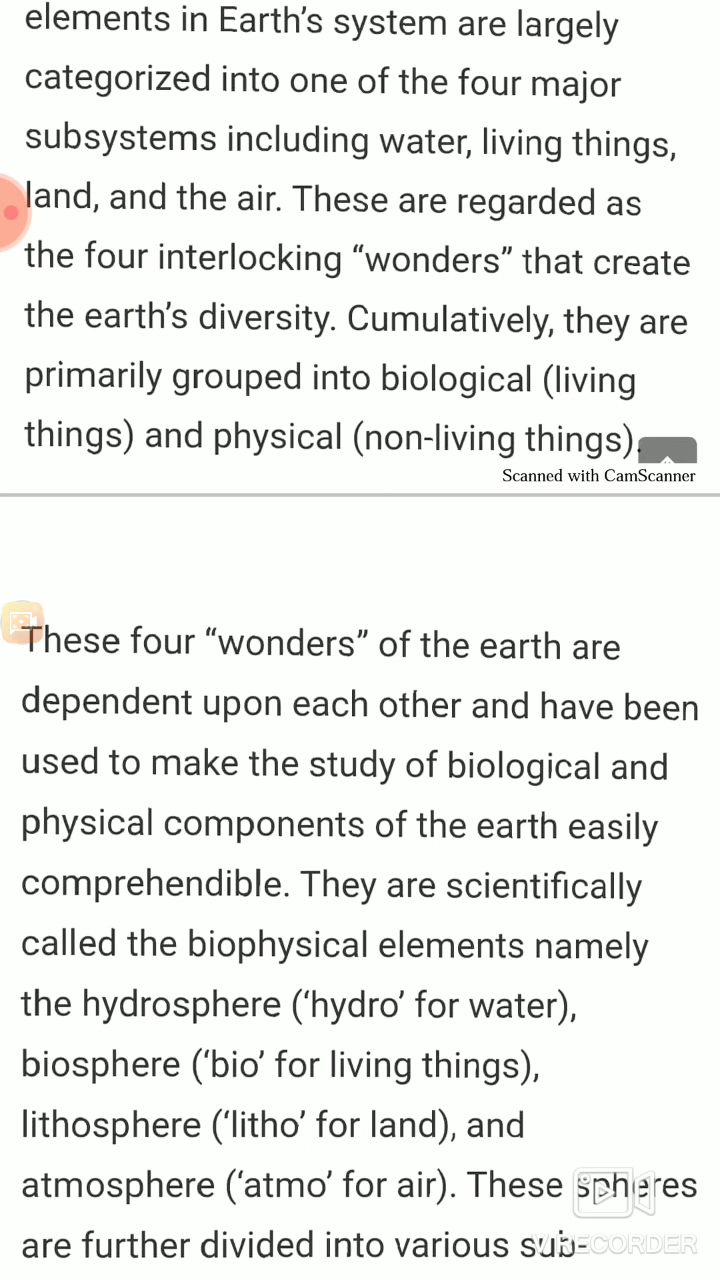 elements in Earth’s system are largely
categorized into one of the four major
subsystems including water, living things,
land, and the air. These are regarded as
the four interlocking “wonders” that create
the earth’s diversity. Cumulatively, they are
primarily grouped into biological (living
things) and physical (non-living things).
Scanned with CamScanner
These four “wonders” of the earth are
dependent upon each other and have been
used to make the study of biological and
physical components of the earth easily
comprehendible. They are scientifically
called the biophysical elements namely
the hydrosphere (‘hydro’ for water),
biosphere (‘bio’ for living things),
lithosphere (‘litho’ for land), and
atmosphere (‘atmo’ for air). These spheres
are further divided into various sub-
V RECORDER